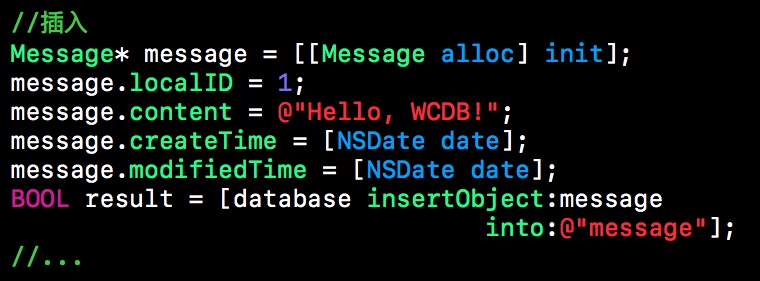 //插入
Message* message = [[Message alloc] init];
message.localID = 1;
message.content = @"Hello, WCDB!";
message.createTime = [NSDate date];
message.modifiedTime = [NSDate date];
BOOL result = [database insertObject:message
into:@"message"];
//...